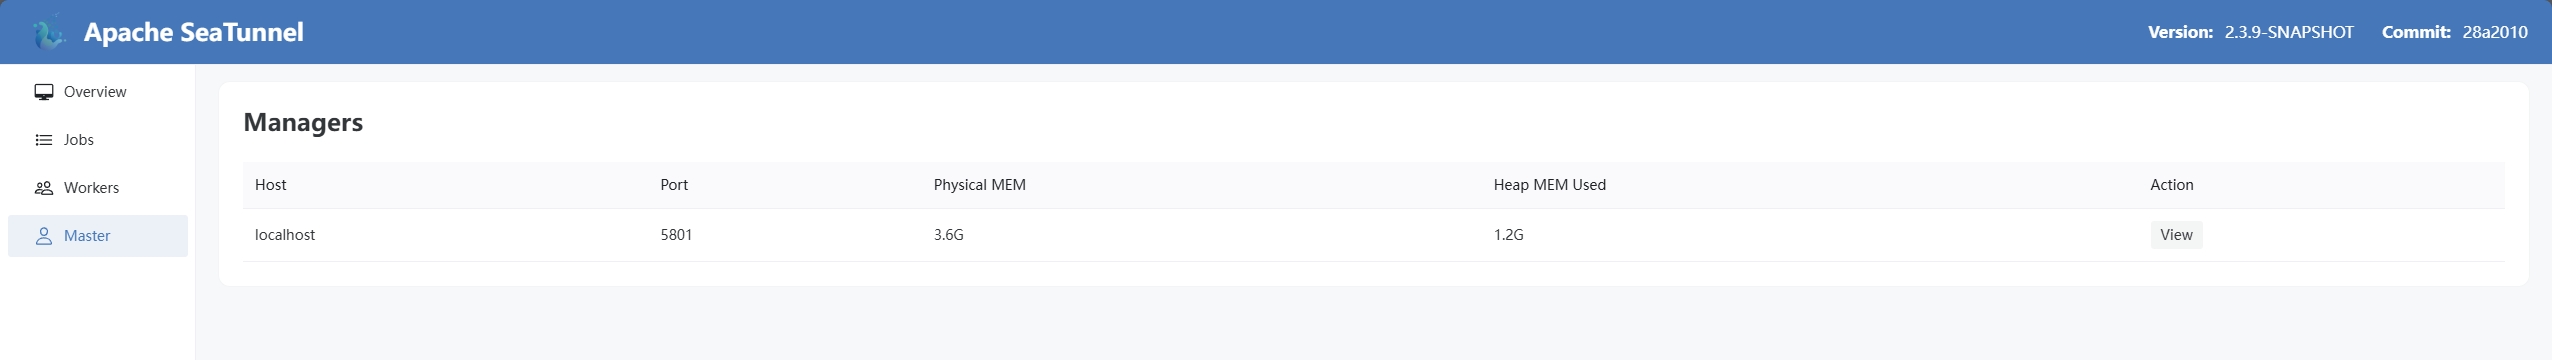 Apache SeaTunnel
Version: 2.3.9-SNAPSHOT Commit: 28a2010
Overview
Jobs
Workers
Master
Managers
Host Port Physical MEM Heap MEM Used Action
localhost 5801 3.6G 1.2G View